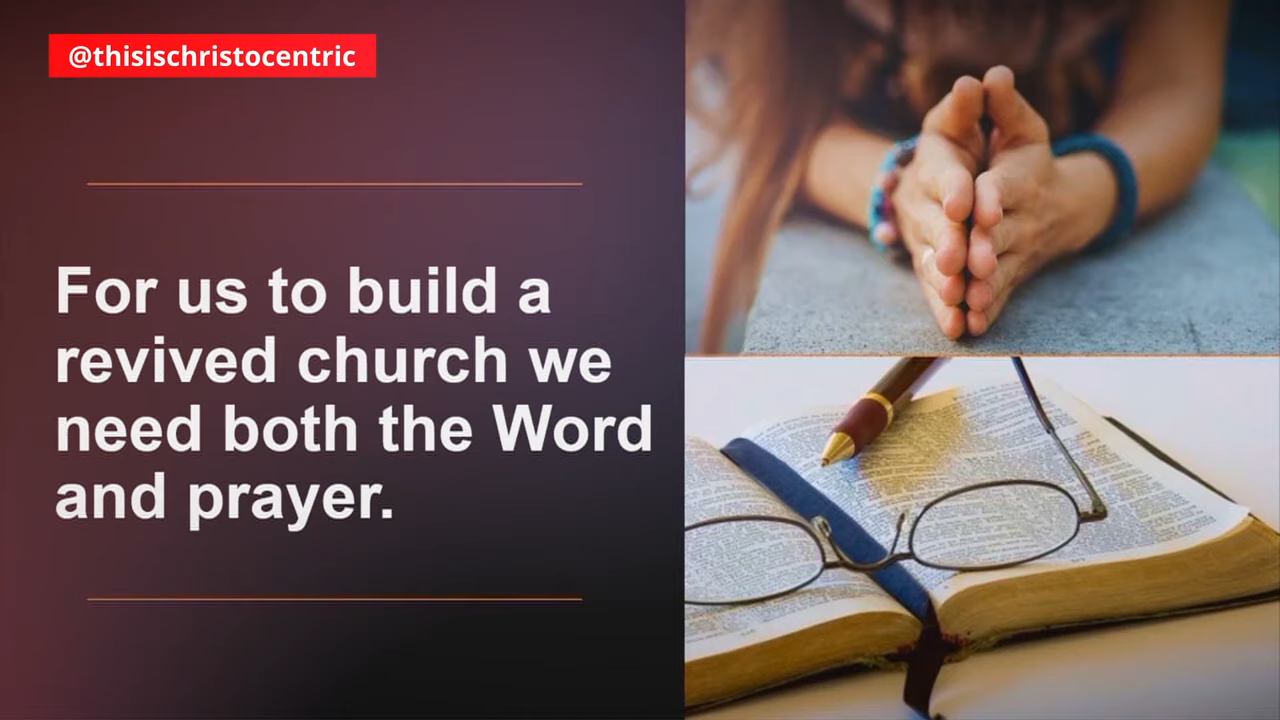 @thisischristocentric
For us to build a
revived church we
need both the Word
and prayer.